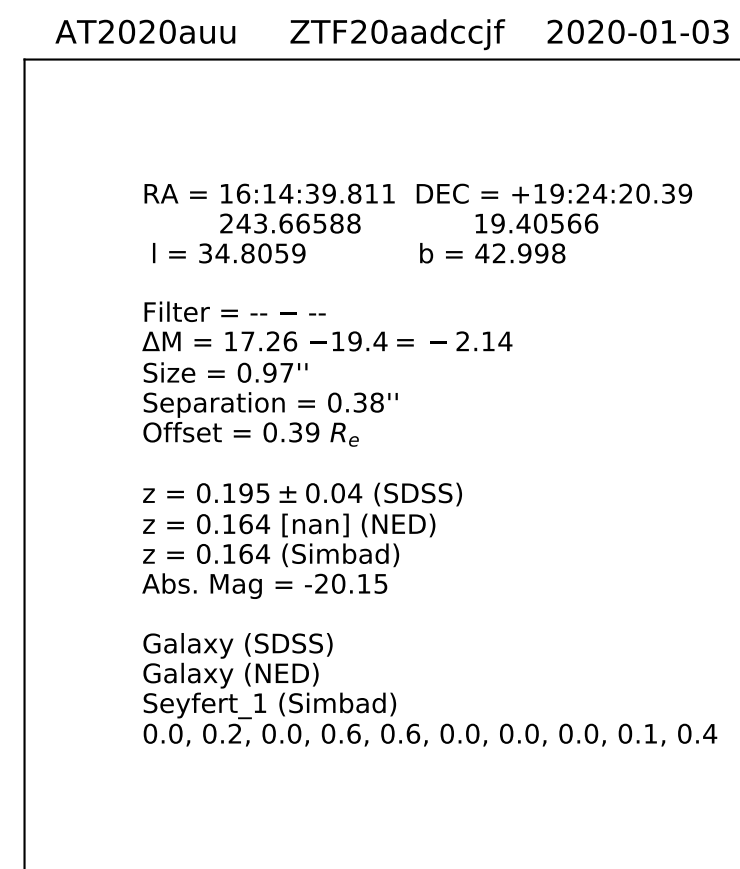 AT2020auu ZTF20aadccjf 2020-01-03
RA = 16:14:39.811 DEC = +19:24:20.39
243.66588 19.40566
l = 34.8059 b = 42.998
Filter = -- − --
ΔM = 17.26 −19.4 = −2.14
Size = 0.97''
Separation = 0.38''
Offset = 0.39 Rₑ
z = 0.195 ± 0.04 (SDSS)
z = 0.164 [nan] (NED)
z = 0.164 (Simbad)
Abs. Mag = -20.15
Galaxy (SDSS)
Galaxy (NED)
Seyfert_1 (Simbad)
0.0, 0.2, 0.0, 0.6, 0.6, 0.0, 0.0, 0.0, 0.1, 0.4